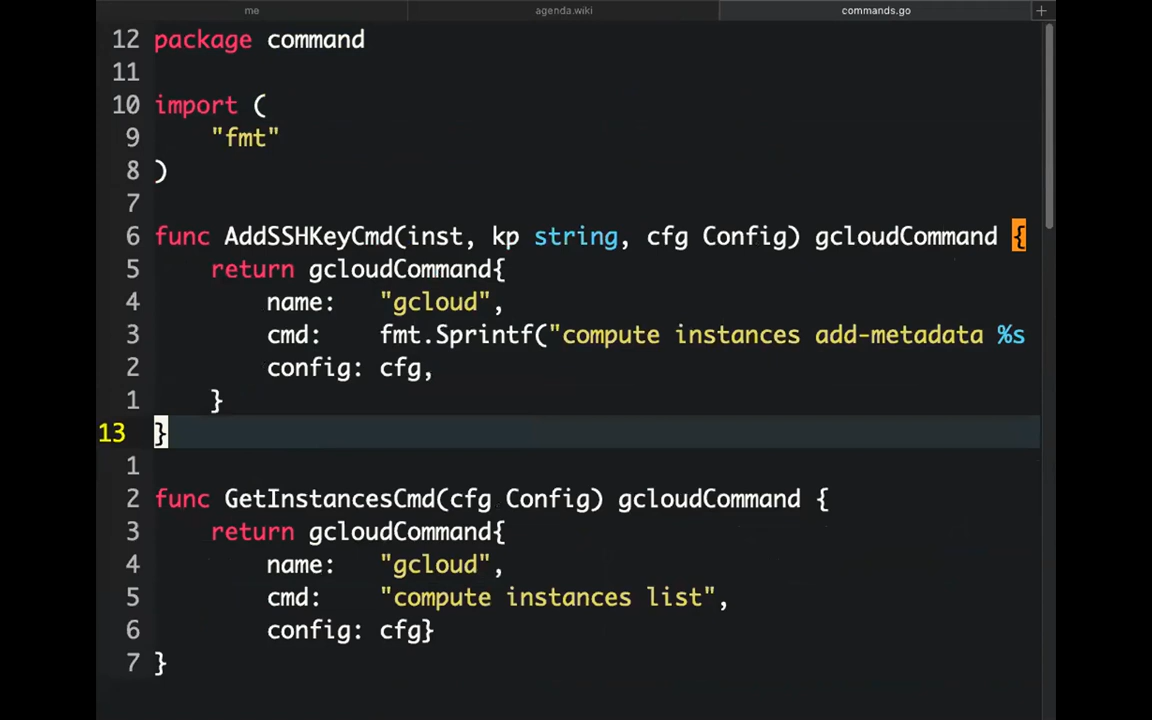 me
agenda.wiki
commands.go
+
12 package command
11
10 import (
9 "fmt"
8 )
7
6 func AddSSHKeyCmd(inst, kp string, cfg Config) gcloudCommand {
5 return gcloudCommand{
4 name: "gcloud",
3 cmd: fmt.Sprintf("compute instances add-metadata %s
2 config: cfg,
1 }
13 }
1
2 func GetInstancesCmd(cfg Config) gcloudCommand {
3 return gcloudCommand{
4 name: "gcloud",
5 cmd: "compute instances list",
6 config: cfg}
7 }